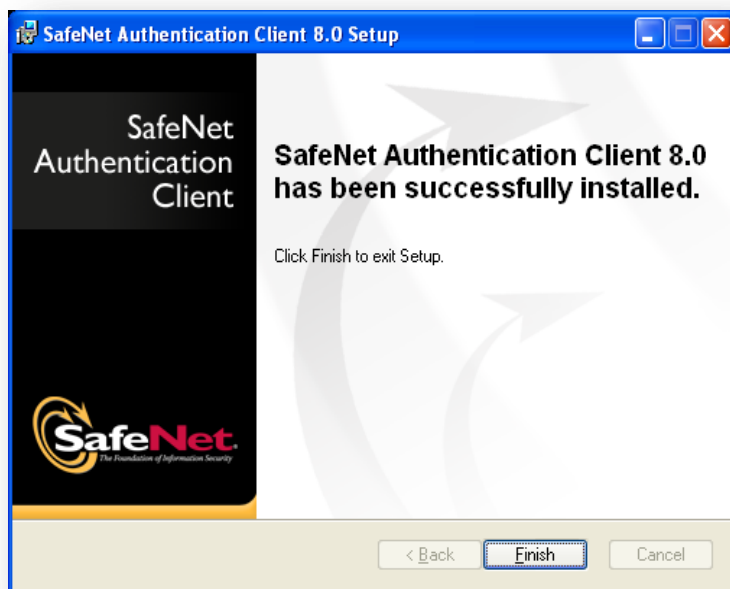 SafeNet Authentication Client 8.0 Setup
SafeNet
Authentication
Client
SafeNet Authentication Client 8.0
has been successfully installed.
Click Finish to exit Setup.
SafeNet.
The Foundation of Information Security
< Back
Finish
Cancel